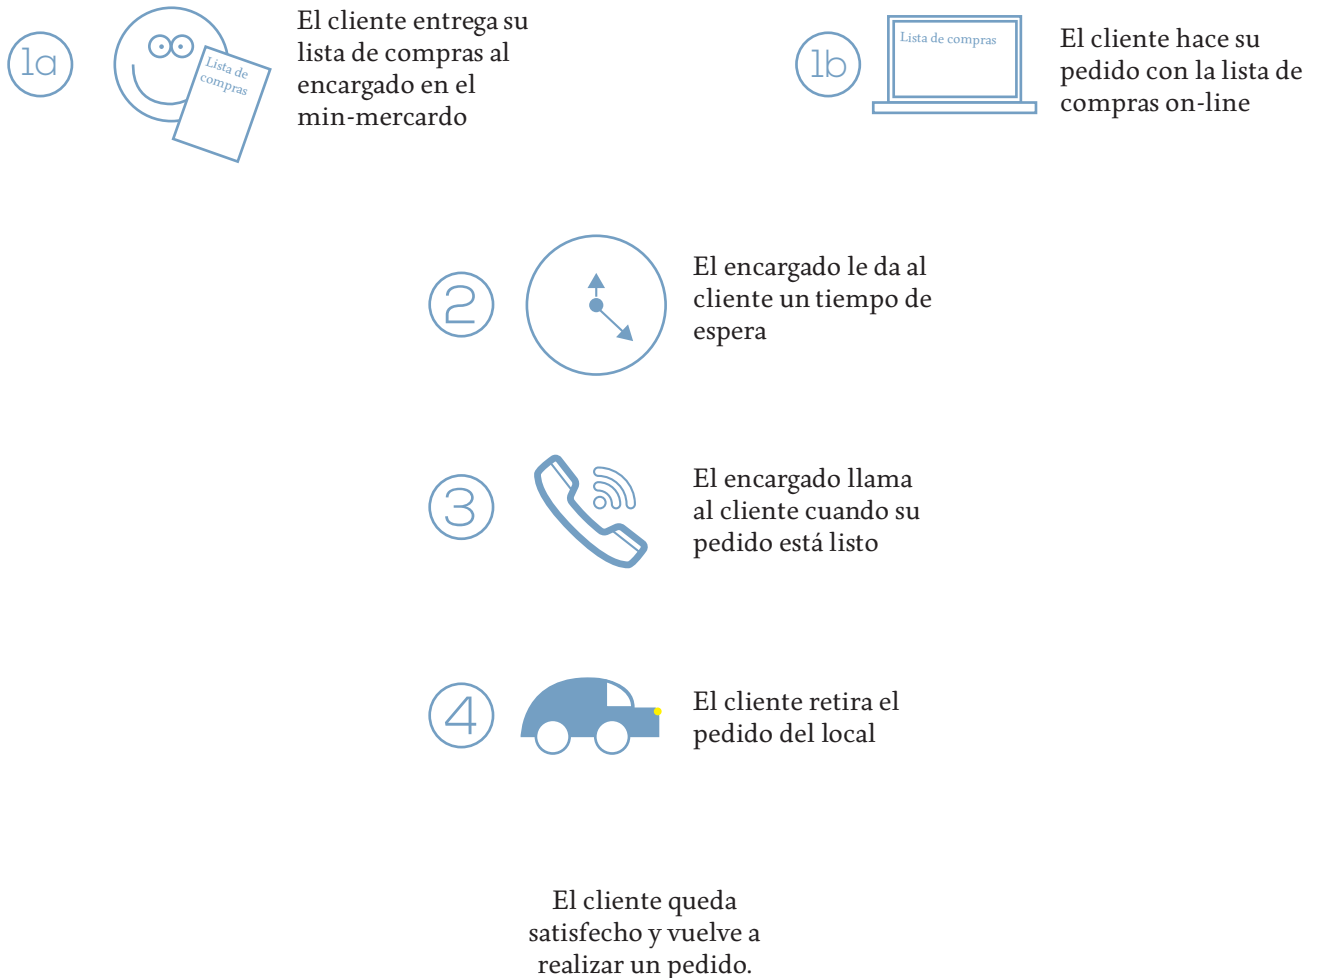 1a
Lista de
compras
El cliente entrega su
lista de compras al
encargado en el
min-mercardo
1b
Lista de compras
El cliente hace su
pedido con la lista de
compras on-line
2
El encargado le da al
cliente un tiempo de
espera
3
El encargado llama
al cliente cuando su
pedido está listo
4
El cliente retira el
pedido del local
El cliente queda
satisfecho y vuelve a
realizar un pedido.